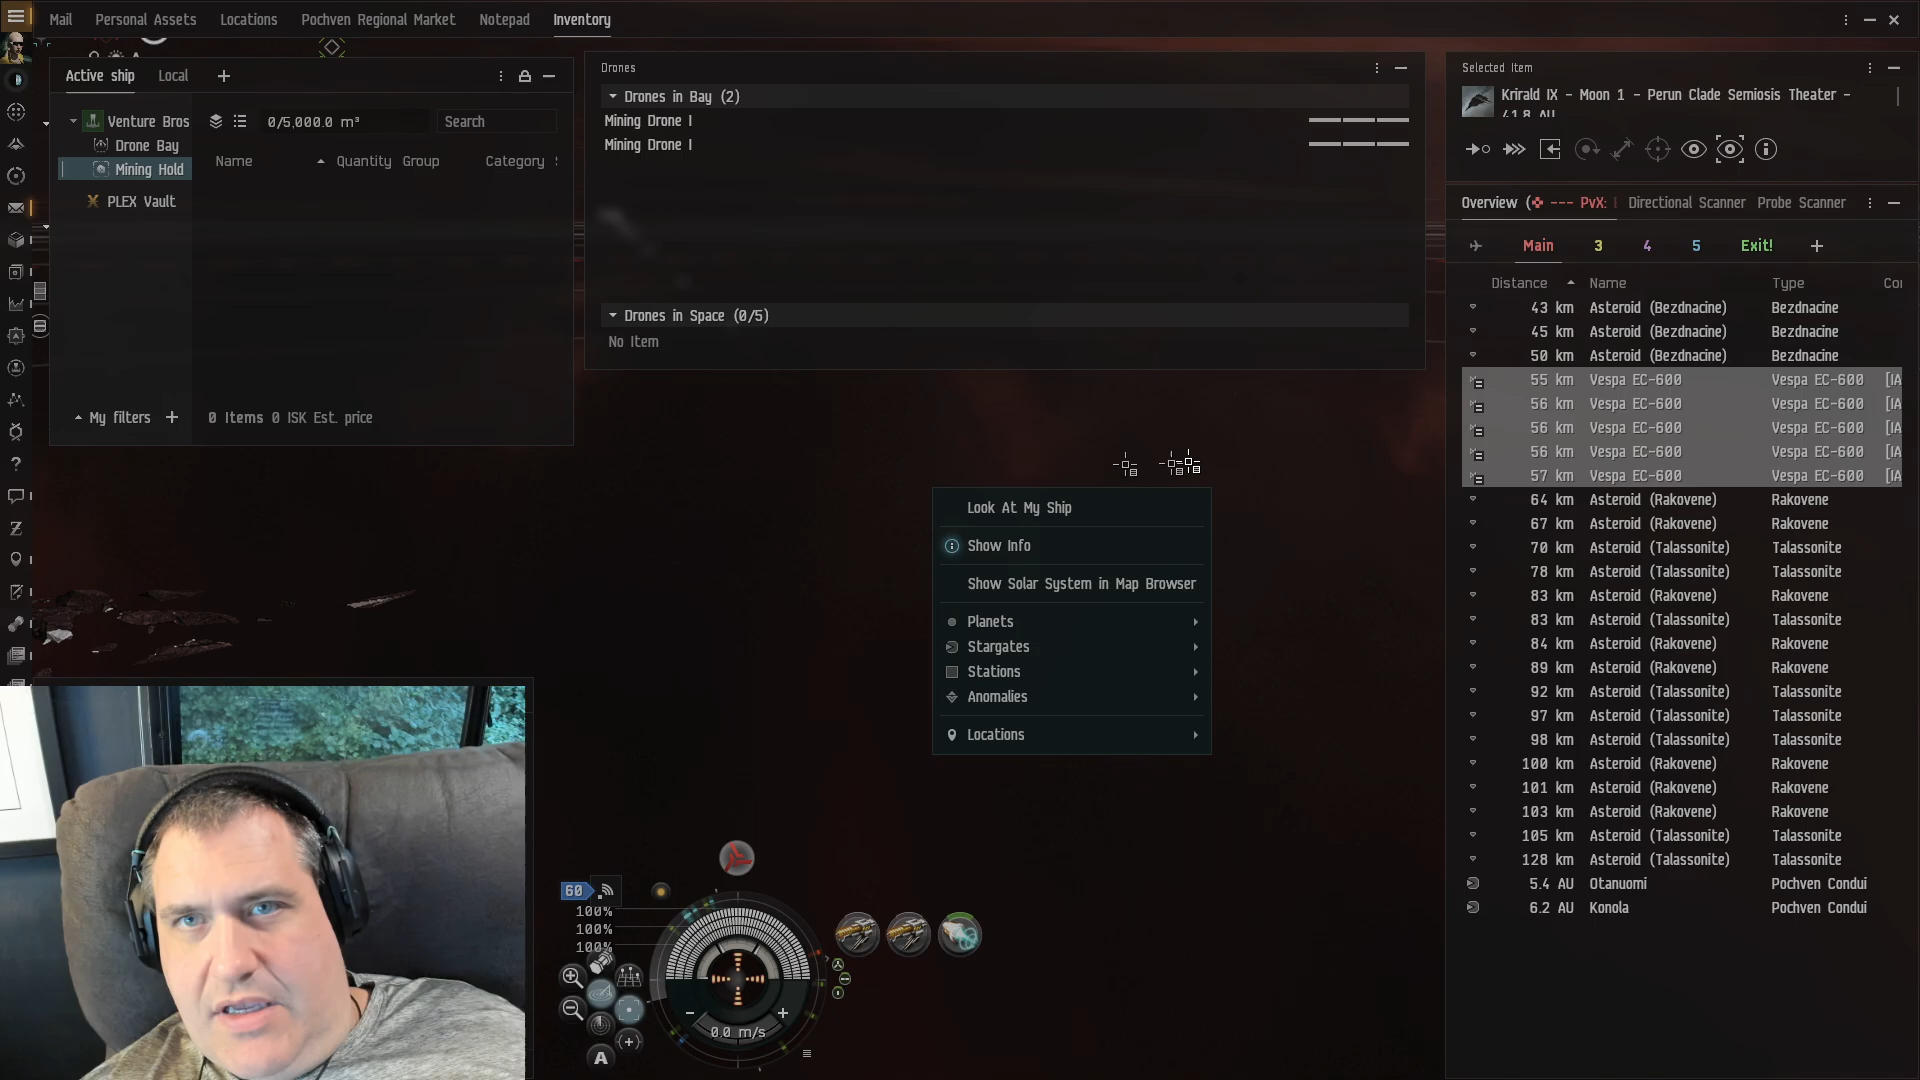 Mail Personal Assets Locations Pochven Regional Market Notepad Inventory
Active ship Local
Venture Bros
Drone Bay
Mining Hold
PLEX Vault
0/5,000.0 m³ Search
Name Quantity Group Category
My filters 0 Items 0 ISK Est. price
Drones
Drones in Bay (2)
Mining Drone I
Mining Drone I
Drones in Space (0/5)
No Item
Selected Item
Krirald IX - Moon 1 - Perun Clade Semiosis Theater -
41.8 AU
Overview ( --- PvX: Directional Scanner Probe Scanner
Main 3 4 5 Exit!
Distance Name Type
43 km Asteroid (Bezdnacine) Bezdnacine
45 km Asteroid (Bezdnacine) Bezdnacine
50 km Asteroid (Bezdnacine) Bezdnacine
55 km Vespa EC-600 Vespa EC-600 [IA
56 km Vespa EC-600 Vespa EC-600 [IA
56 km Vespa EC-600 Vespa EC-600 [IA
56 km Vespa EC-600 Vespa EC-600 [IA
57 km Vespa EC-600 Vespa EC-600 [IA
64 km Asteroid (Rakovene) Rakovene
67 km Asteroid (Rakovene) Rakovene
70 km Asteroid (Talassonite) Talassonite
78 km Asteroid (Talassonite) Talassonite
83 km Asteroid (Rakovene) Rakovene
83 km Asteroid (Talassonite) Talassonite
84 km Asteroid (Rakovene) Rakovene
89 km Asteroid (Rakovene) Rakovene
92 km Asteroid (Talassonite) Talassonite
97 km Asteroid (Talassonite) Talassonite
98 km Asteroid (Talassonite) Talassonite
100 km Asteroid (Rakovene) Rakovene
101 km Asteroid (Rakovene) Rakovene
103 km Asteroid (Rakovene) Rakovene
105 km Asteroid (Talassonite) Talassonite
128 km Asteroid (Talassonite) Talassonite
5.4 AU Otanuomi Pochven Condui
6.2 AU Konola Pochven Condui
Look At My Ship
Show Info
Show Solar System in Map Browser
Planets
Stargates
Stations
Anomalies
Locations
60
100%
100%
100%
0.0 m/s
A